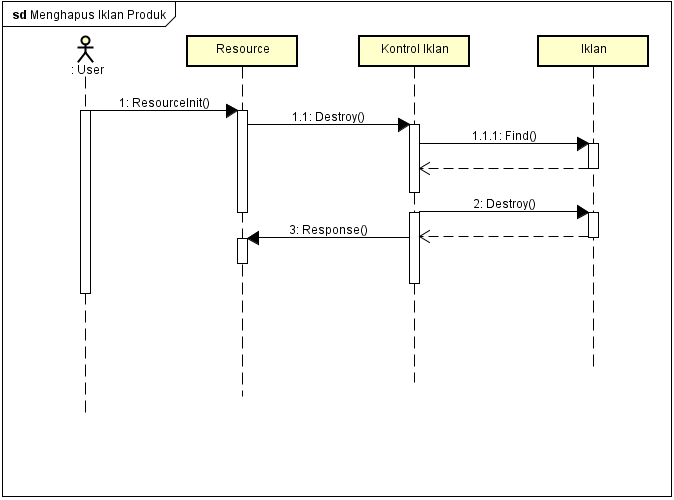 sd Menghapus Iklan Produk
: User
Resource
Kontrol Iklan
Iklan
1: ResourceInit()
1.1: Destroy()
1.1.1: Find()
2: Destroy()
3: Response()